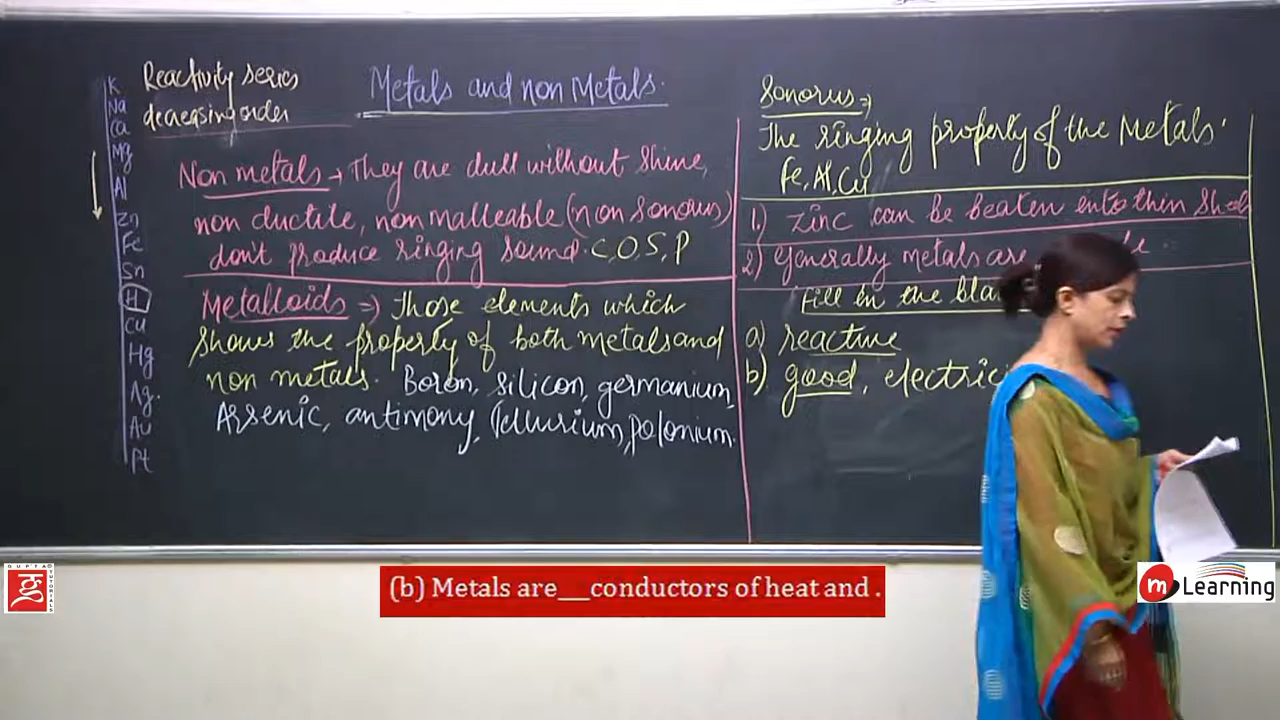 K
Na
Ca
Mg
Al
Zn
Fe
Sn
H
Cu
Hg
Ag.
Au
Pt
Reactivity series
decreasing order
Metals and non Metals.
Non metals → They are dull without shine,
non ductile, non malleable (non sonorus)
don't produce ringing sound. C, O, S, P
Metalloids ⇒ Those elements which
shows the property of both metals and
non metals. Boron, silicon, germanium,
Arsenic, antimony, Tellurium, polonium.
Sonorus ⇒
The ringing property of the Metals.
Fe, Al, Cu
1) Zinc can be beaten into thin
2) Generally metals are
Fill in the
a) reactive
b) good,
(b) Metals are__conductors of heat and .
GUPTA TUTORIALS
m Learning